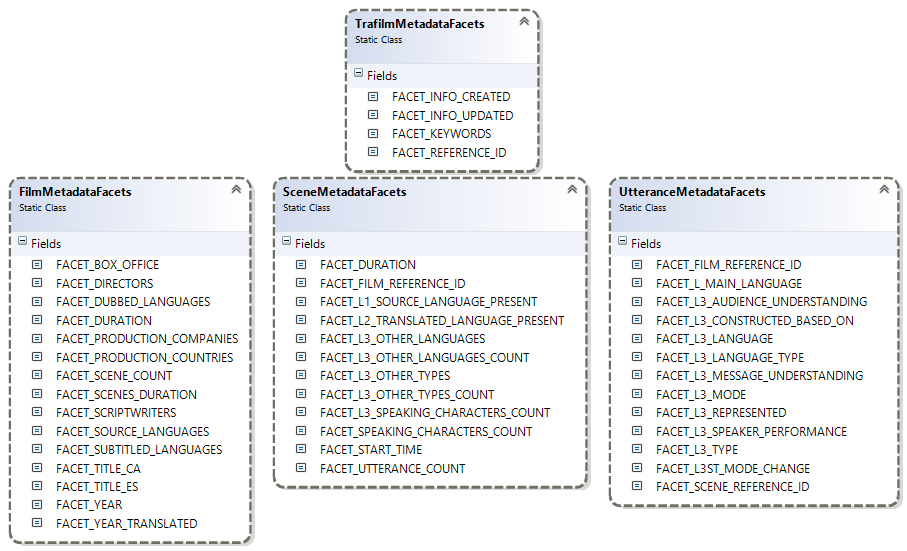 TrafilmMetadataFacets
Static Class
Fields
FACET_INFO_CREATED
FACET_INFO_UPDATED
FACET_KEYWORDS
FACET_REFERENCE_ID
FilmMetadataFacets
Static Class
Fields
FACET_BOX_OFFICE
FACET_DIRECTORS
FACET_DUBBED_LANGUAGES
FACET_DURATION
FACET_PRODUCTION_COMPANIES
FACET_PRODUCTION_COUNTRIES
FACET_SCENE_COUNT
FACET_SCENES_DURATION
FACET_SCRIPTWRITERS
FACET_SOURCE_LANGUAGES
FACET_SUBTITLED_LANGUAGES
FACET_TITLE_CA
FACET_TITLE_ES
FACET_YEAR
FACET_YEAR_TRANSLATED
SceneMetadataFacets
Static Class
Fields
FACET_DURATION
FACET_FILM_REFERENCE_ID
FACET_L1_SOURCE_LANGUAGE_PRESENT
FACET_L2_TRANSLATED_LANGUAGE_PRESENT
FACET_L3_OTHER_LANGUAGES
FACET_L3_OTHER_LANGUAGES_COUNT
FACET_L3_OTHER_TYPES
FACET_L3_OTHER_TYPES_COUNT
FACET_L3_SPEAKING_CHARACTERS_COUNT
FACET_SPEAKING_CHARACTERS_COUNT
FACET_START_TIME
FACET_UTTERANCE_COUNT
UtteranceMetadataFacets
Static Class
Fields
FACET_FILM_REFERENCE_ID
FACET_L_MAIN_LANGUAGE
FACET_L3_AUDIENCE_UNDERSTANDING
FACET_L3_CONSTRUCTED_BASED_ON
FACET_L3_LANGUAGE
FACET_L3_LANGUAGE_TYPE
FACET_L3_MESSAGE_UNDERSTANDING
FACET_L3_MODE
FACET_L3_REPRESENTED
FACET_L3_SPEAKER_PERFORMANCE
FACET_L3_TYPE
FACET_L3ST_MODE_CHANGE
FACET_SCENE_REFERENCE_ID